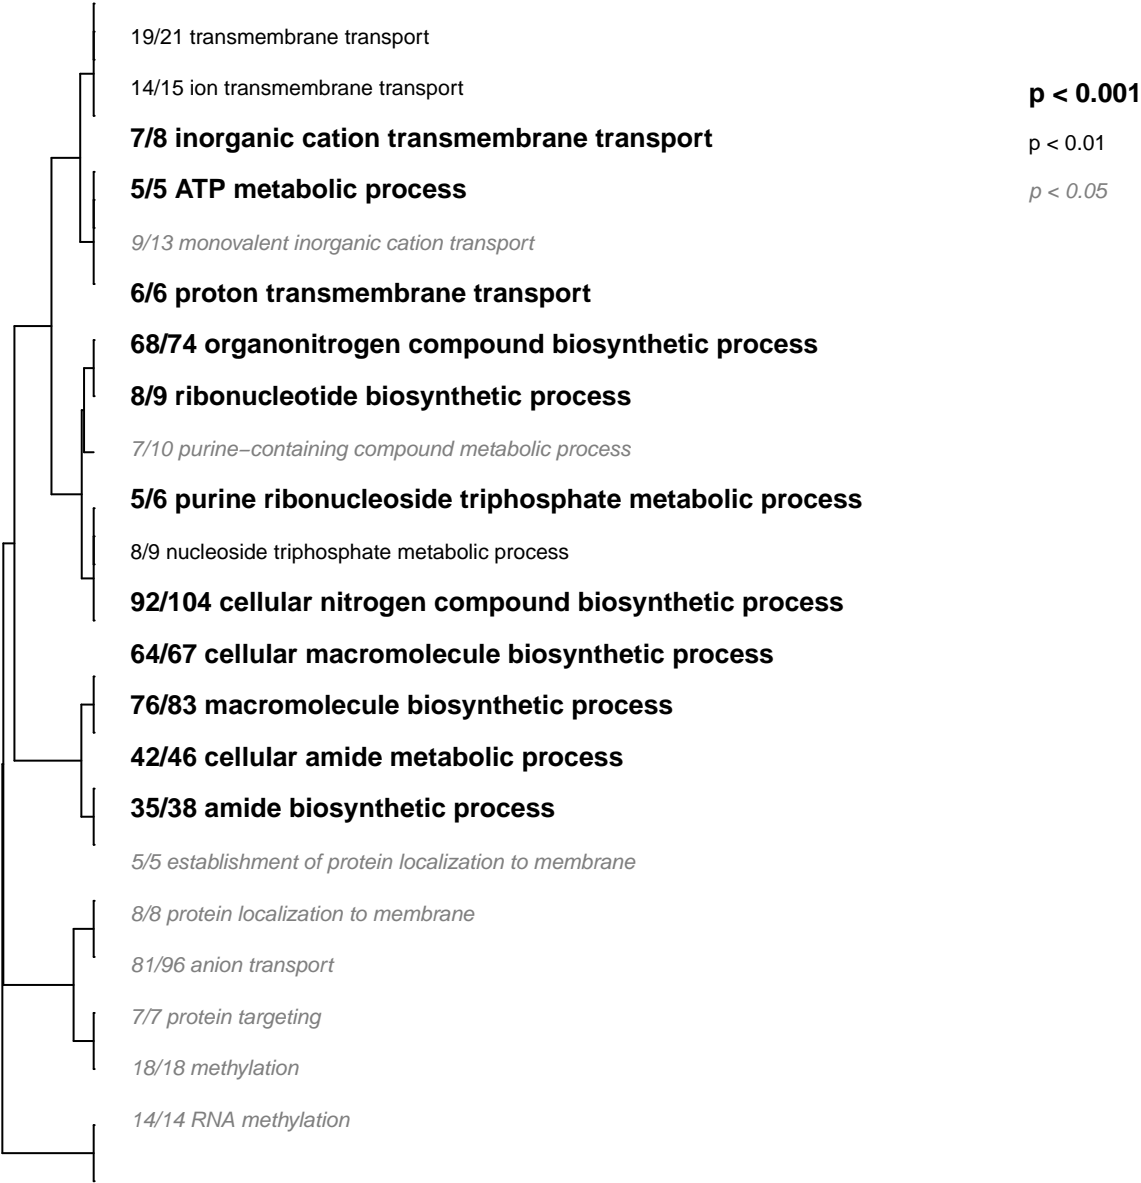 19/21 transmembrane transport
14/15 ion transmembrane transport
7/8 inorganic cation transmembrane transport
5/5 ATP metabolic process
9/13 monovalent inorganic cation transport
6/6 proton transmembrane transport
68/74 organonitrogen compound biosynthetic process
8/9 ribonucleotide biosynthetic process
7/10 purine−containing compound metabolic process
5/6 purine ribonucleoside triphosphate metabolic process
8/9 nucleoside triphosphate metabolic process
92/104 cellular nitrogen compound biosynthetic process
64/67 cellular macromolecule biosynthetic process
76/83 macromolecule biosynthetic process
42/46 cellular amide metabolic process
35/38 amide biosynthetic process
5/5 establishment of protein localization to membrane
8/8 protein localization to membrane
81/96 anion transport
7/7 protein targeting
18/18 methylation
14/14 RNA methylation
p < 0.001
p < 0.01
p < 0.05